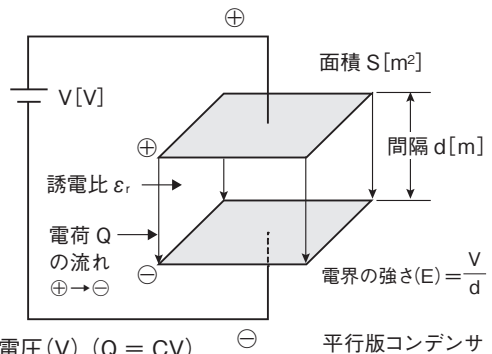 ⊕
面積 S[m²]
V[V]
⊕
間隔 d[m]
誘電比 εᵣ
電荷 Q
の流れ
⊕→⊖
⊖
電界の強さ(E)＝V/d
電圧(V) (Q = CV)
⊖
平行版コンデンサ